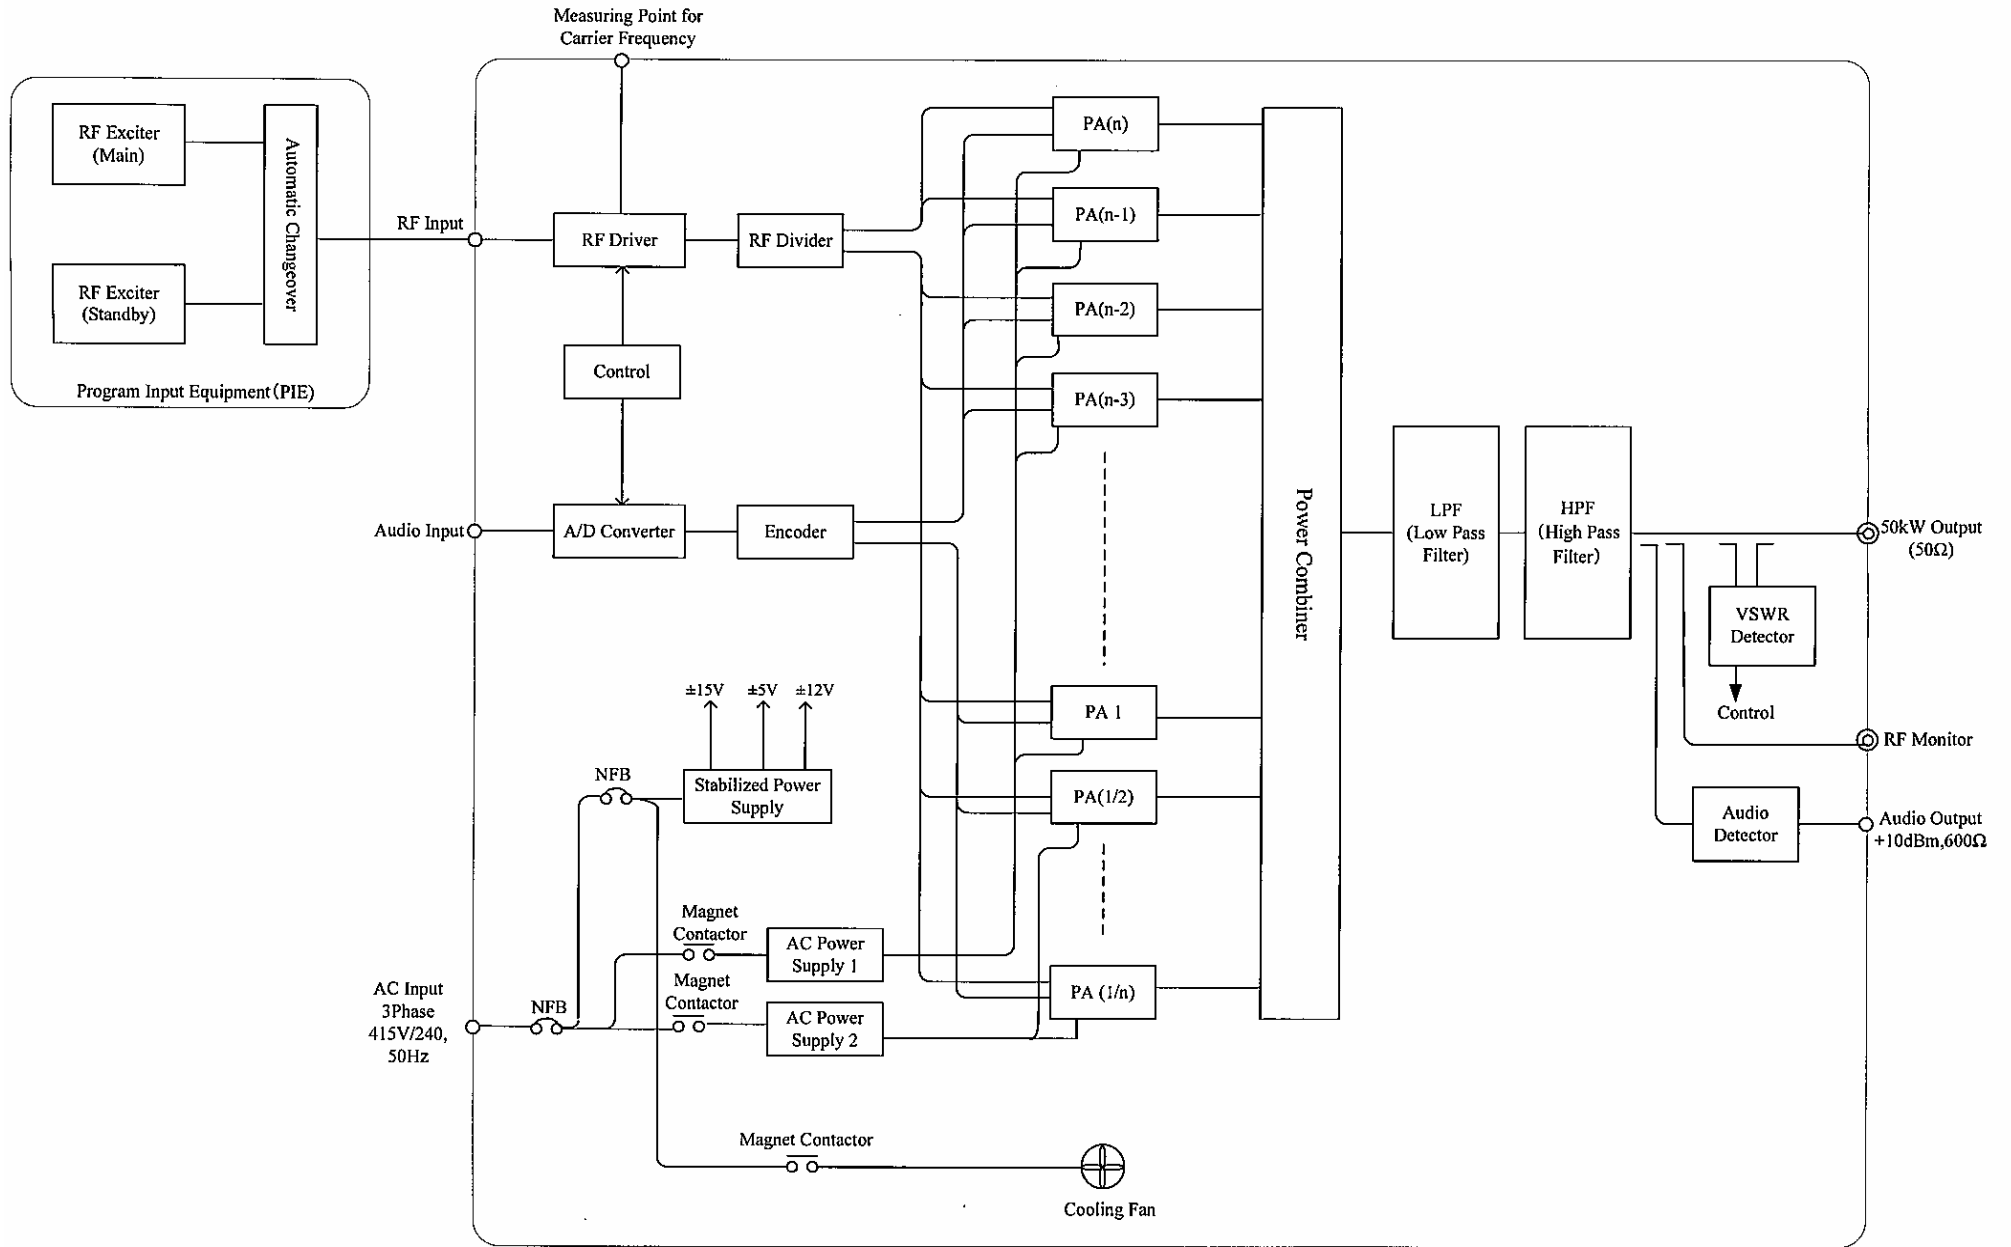 Measuring Point for
Carrier Frequency
RF Exciter
(Main)
Automatic Changeover
RF Exciter
(Standby)
Program Input Equipment(PIE)
RF Input
RF Driver
RF Divider
Control
Audio Input
A/D Converter
Encoder
PA(n)
PA(n-1)
PA(n-2)
PA(n-3)
PA 1
PA(1/2)
PA (1/n)
Power Combiner
LPF
(Low Pass
Filter)
HPF
(High Pass
Filter)
50kW Output
(50Ω)
VSWR
Detector
Control
RF Monitor
Audio
Detector
Audio Output
+10dBm,600Ω
±15V
±5V
±12V
NFB
Stabilized Power
Supply
Magnet
Contactor
AC Power
Supply 1
Magnet
Contactor
AC Power
Supply 2
AC Input
3Phase
415V/240,
50Hz
NFB
Magnet Contactor
Cooling Fan